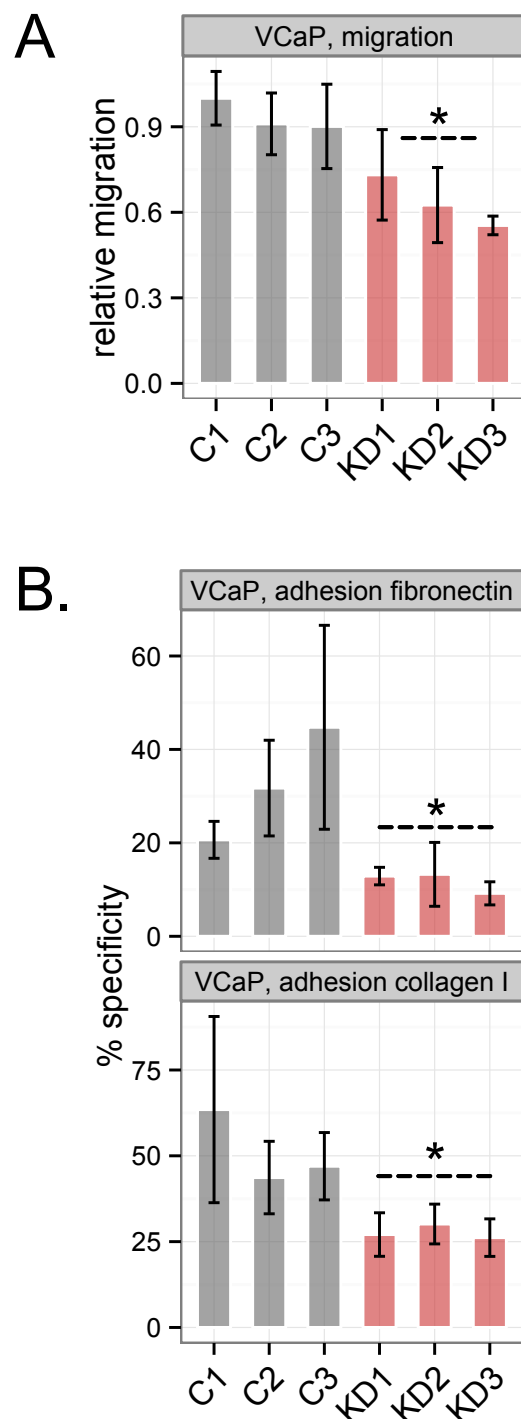 A
VCaP, migration
relative migration
0.9
0.6
0.3
0.0
*
C1 C2 C3 KD1 KD2 KD3
B.
VCaP, adhesion fibronectin
% specificity
60
40
20
0
*
VCaP, adhesion collagen I
75
50
25
0
*
C1 C2 C3 KD1 KD2 KD3